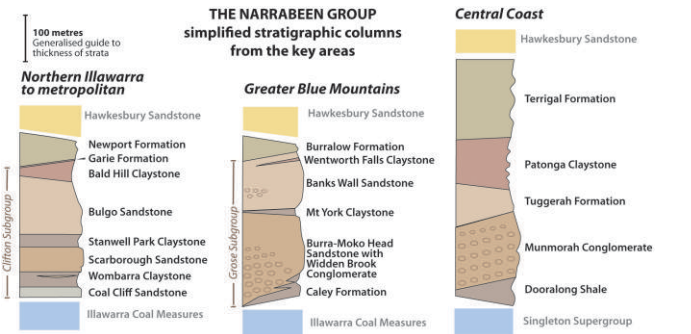 THE NARRABEEN GROUP
simplified stratigraphic columns
from the key areas
100 metres
Generalised guide to
thickness of strata
Northern Illawarra
to metropolitan
Hawkesbury Sandstone
Newport Formation
Garie Formation
Bald Hill Claystone
Bulgo Sandstone
Stanwell Park Claystone
Scarborough Sandstone
Wombarra Claystone
Coal Cliff Sandstone
Illawarra Coal Measures
Clifton Subgroup
Greater Blue Mountains
Hawkesbury Sandstone
Burralow Formation
Wentworth Falls Claystone
Banks Wall Sandstone
Mt York Claystone
Burra-Moko Head
Sandstone with
Widden Brook
Conglomerate
Caley Formation
Illawarra Coal Measures
Grose Subgroup
Central Coast
Hawkesbury Sandstone
Terrigal Formation
Patonga Claystone
Tuggerah Formation
Munmorah Conglomerate
Dooralong Shale
Singleton Supergroup